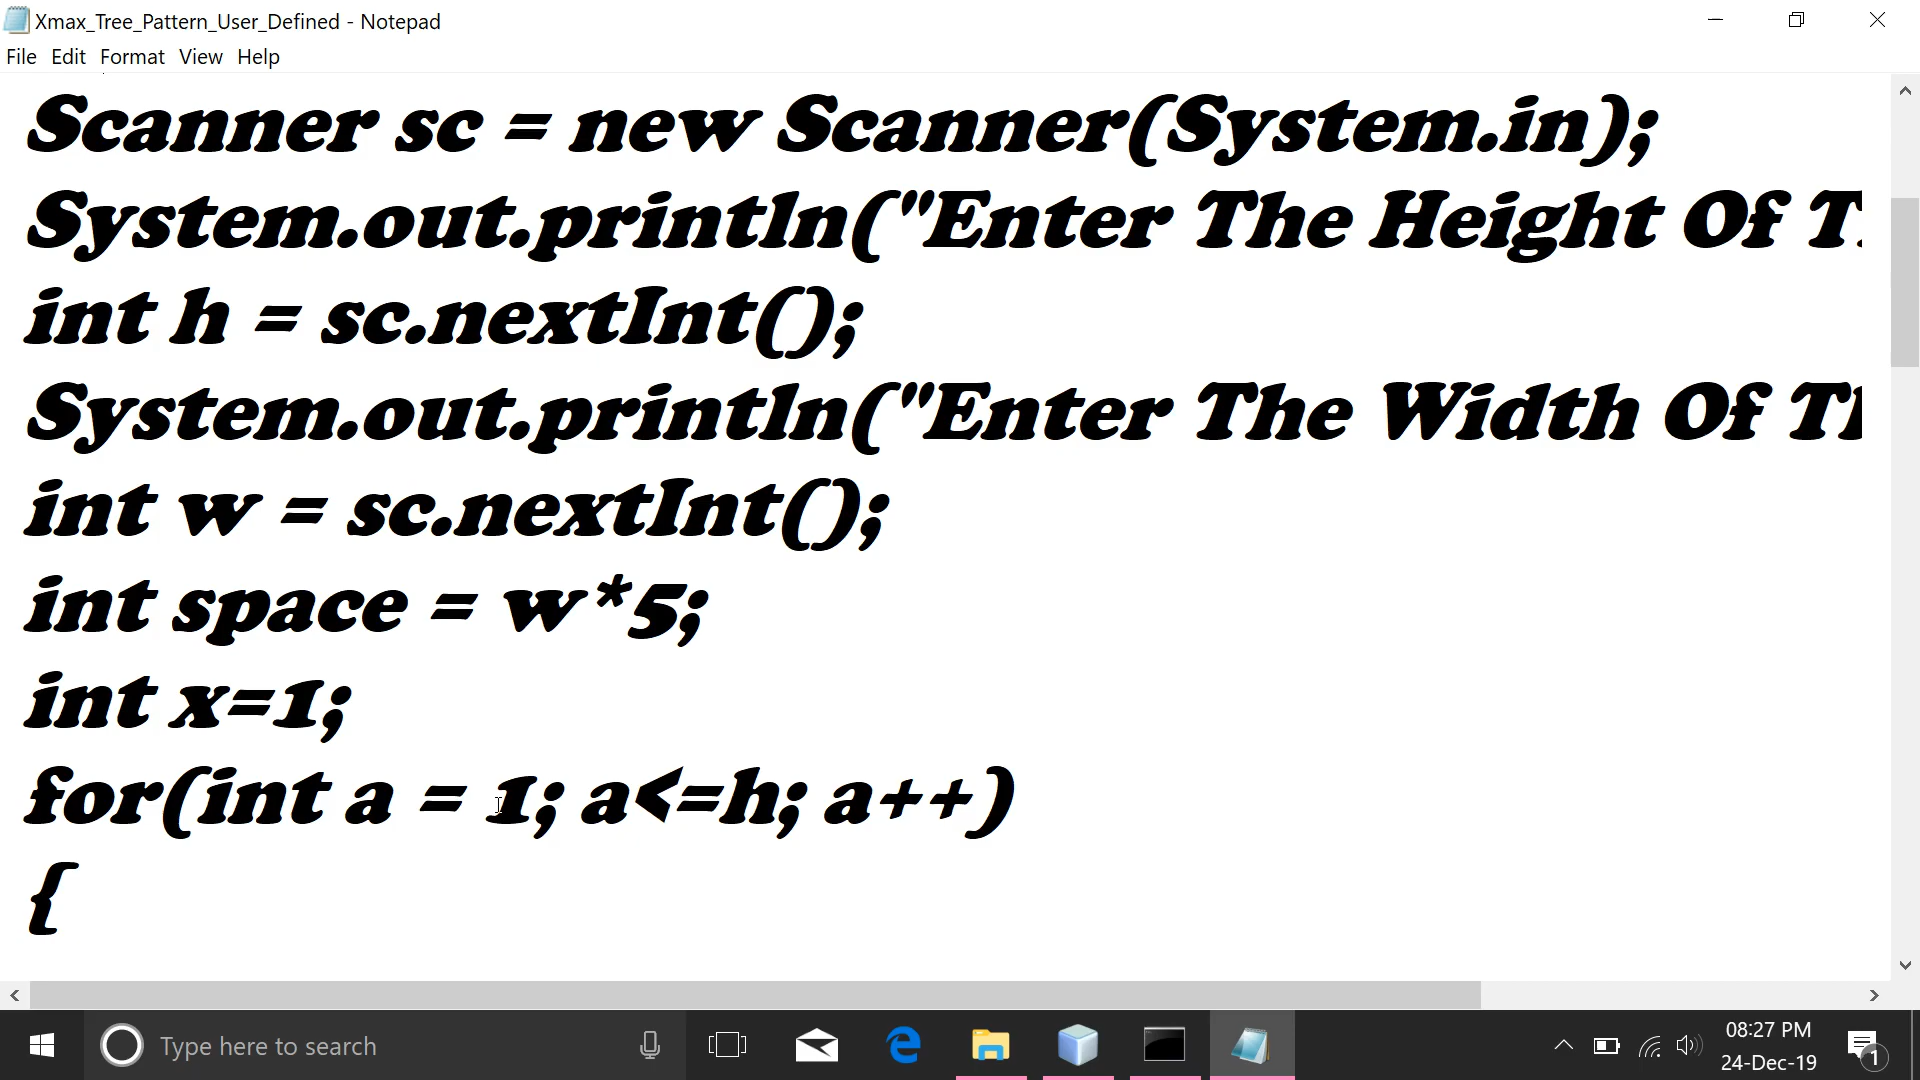 Xmax_Tree_Pattern_User_Defined - Notepad
File Edit Format View Help
Scanner sc = new Scanner(System.in);
System.out.println("Enter The Height Of T
int h = sc.nextInt();
System.out.println("Enter The Width Of Th
int w = sc.nextInt();
int space = w*5;
int x=1;
for(int a = 1; a<=h; a++)
{
Type here to search
08:27 PM
24-Dec-19
1